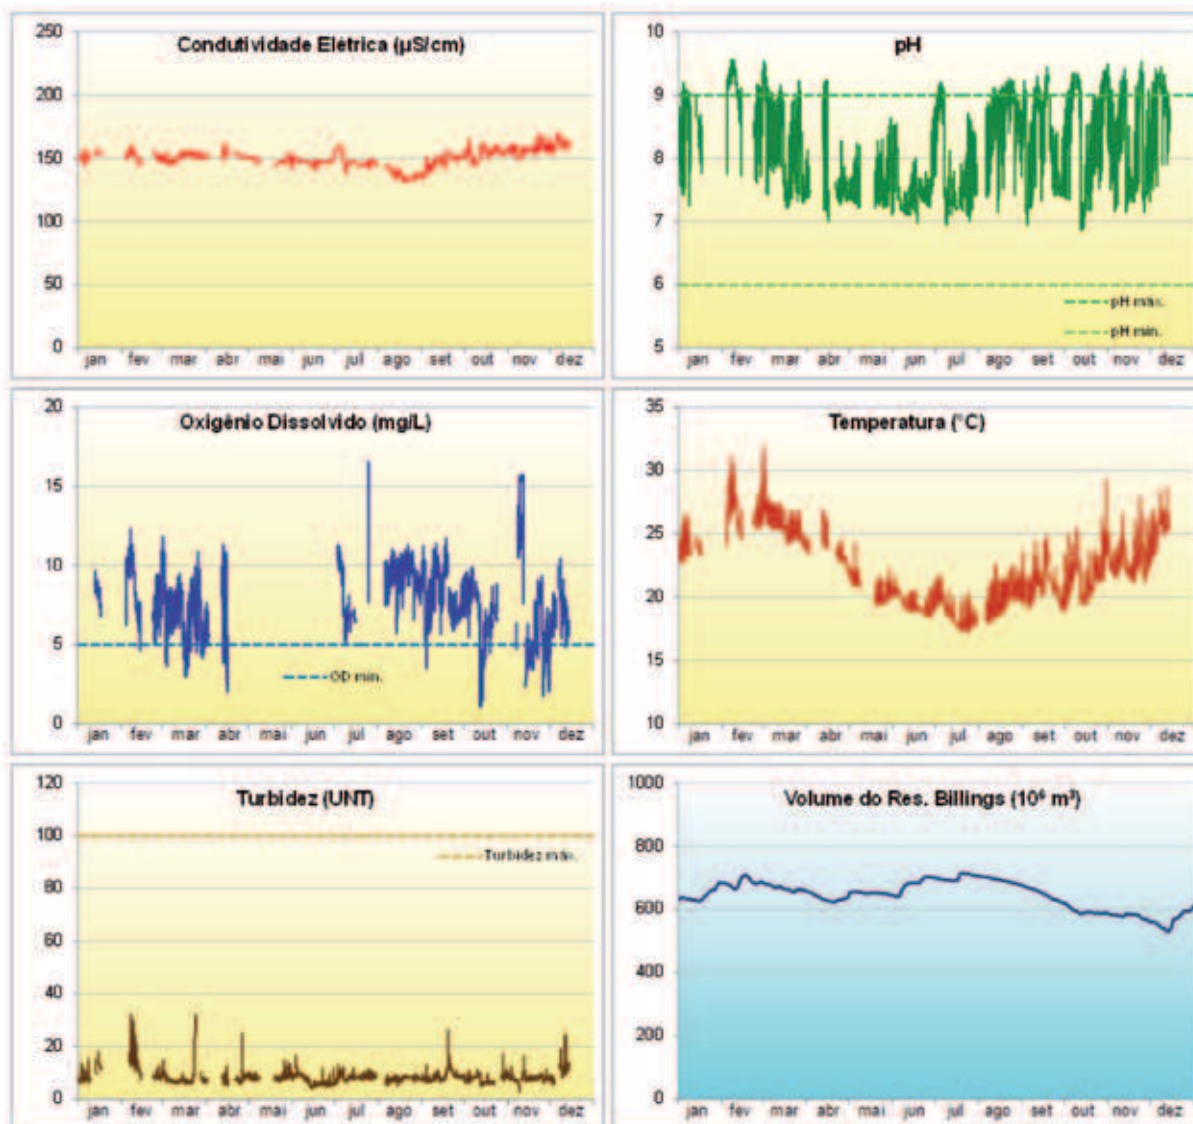 Condutividade Elétrica (µS/cm)
250
200
150
100
50
0
jan fev mar abr mai jun jul ago set out nov dez
pH
10
9
8
7
6
5
pH máx.
pH mín.
jan fev mar abr mai jun jul ago set out nov dez
Oxigênio Dissolvido (mg/L)
20
15
10
5
0
OD mín.
jan fev mar abr mai jun jul ago set out nov dez
Temperatura (°C)
35
30
25
20
15
10
jan fev mar abr mai jun jul ago set out nov dez
Turbidez (UNT)
120
100
80
60
40
20
0
Turbidez máx.
jan fev mar abr mai jun jul ago set out nov dez
Volume do Res. Billings (10⁶ m³)
1000
800
600
400
200
0
jan fev mar abr mai jun jul ago set out nov dez